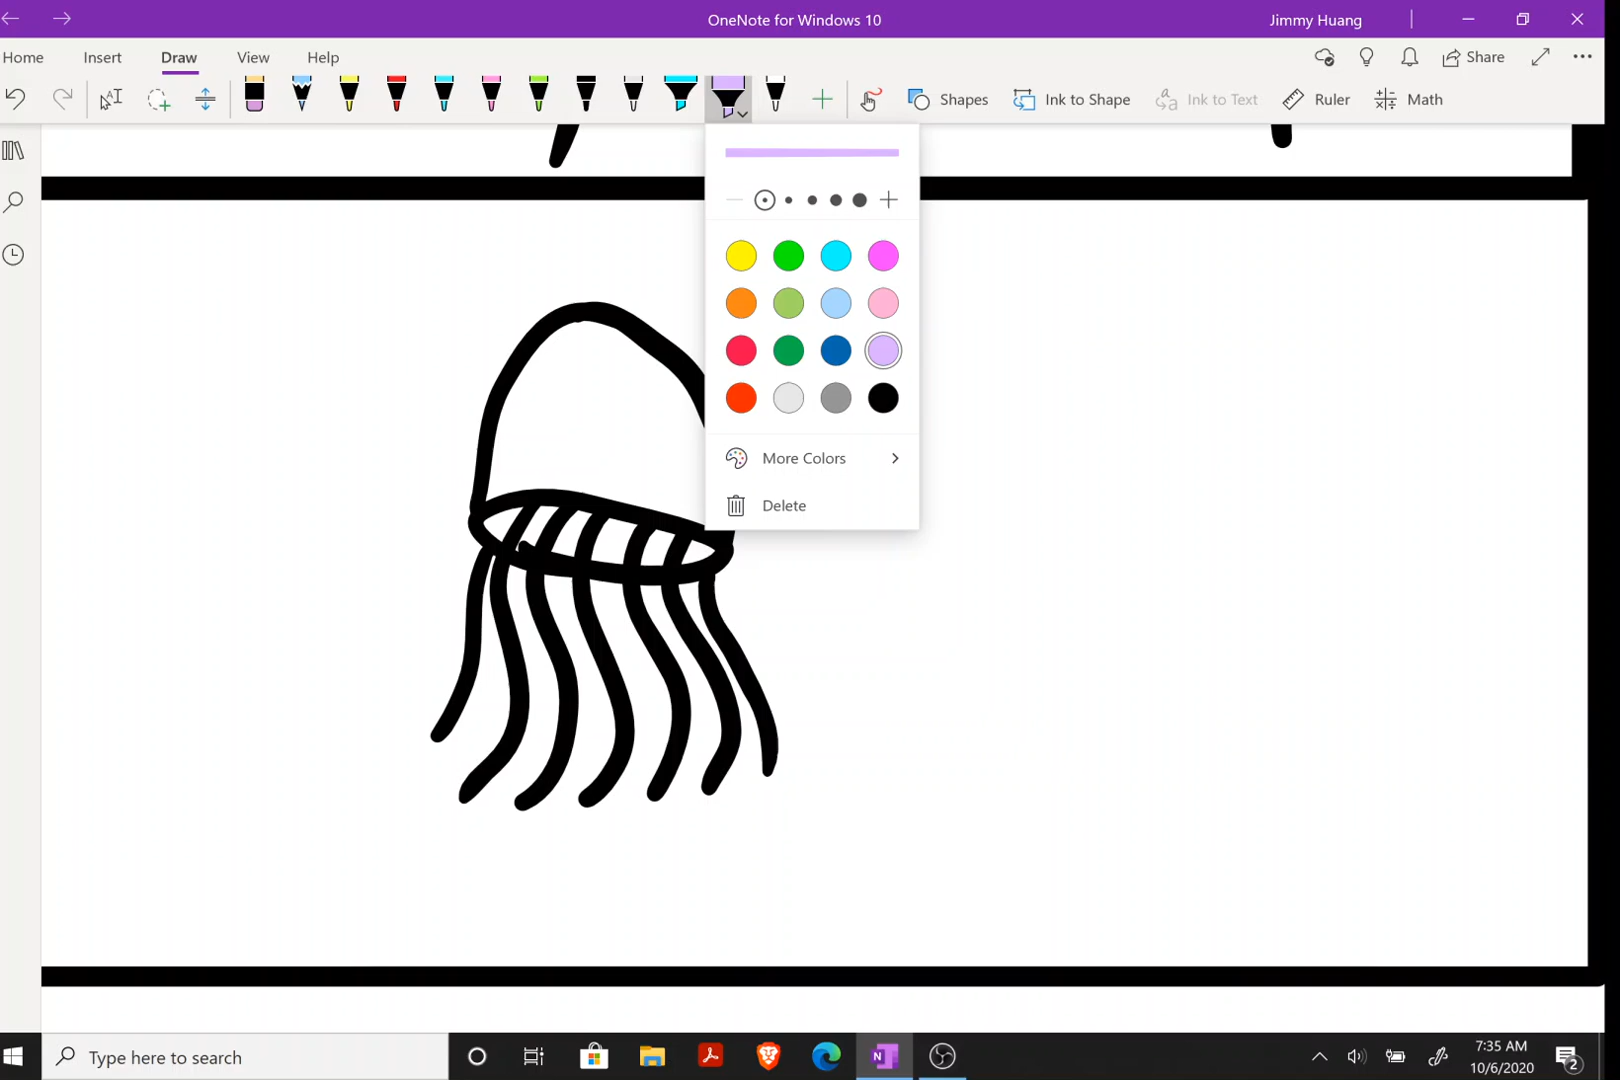 OneNote for Windows 10
Jimmy Huang
Home Insert Draw View Help
Share
Shapes
Ink to Shape
Ink to Text
Ruler
Math
More Colors
Delete
Type here to search
7:35 AM
10/6/2020
2